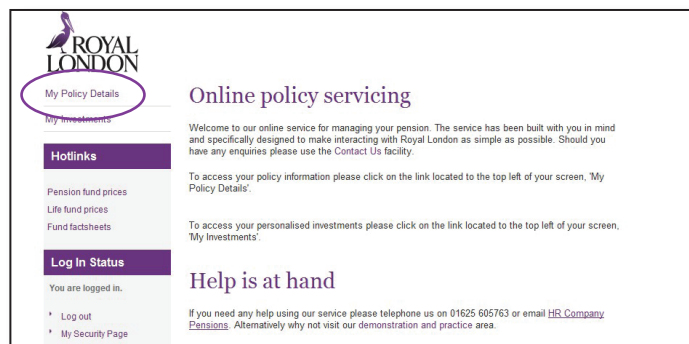 ROYAL
LONDON
My Policy Details
My Investments
Hotlinks
Pension fund prices
Life fund prices
Fund factsheets
Log In Status
You are logged in.
Log out
My Security Page
Online policy servicing
Welcome to our online service for managing your pension. The service has been built with you in mind
and specifically designed to make interacting with Royal London as simple as possible. Should you
have any enquiries please use the Contact Us facility.
To access your policy information please click on the link located to the top left of your screen, 'My
Policy Details'.
To access your personalised investments please click on the link located to the top left of your screen,
'My Investments'.
Help is at hand
If you need any help using our service please telephone us on 01625 605763 or email HR Company
Pensions. Alternatively why not visit our demonstration and practice area.